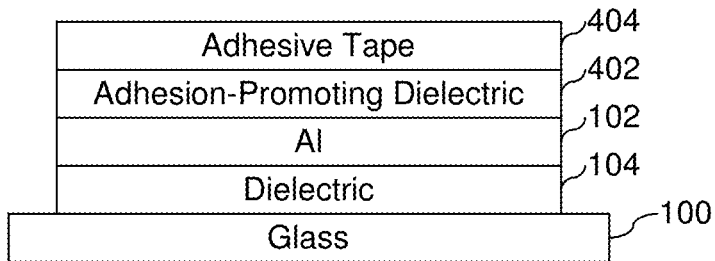 Adhesive Tape 404
Adhesion-Promoting Dielectric 402
Al 102
Dielectric 104
Glass 100